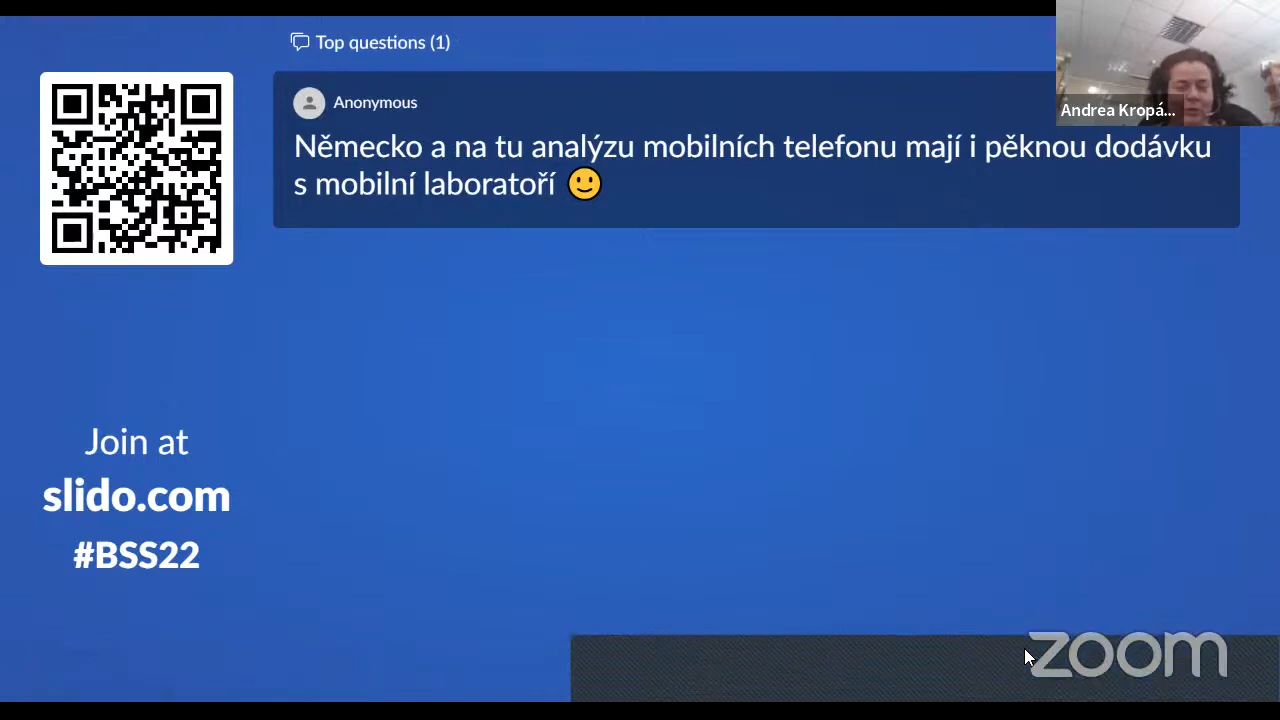 Top questions (1)
Anonymous
Andrea Kropá...
Německo a na tu analýzu mobilních telefonu mají i pěknou dodávku
s mobilní laboratoří 🙂
Join at
slido.com
#BSS22
zoom